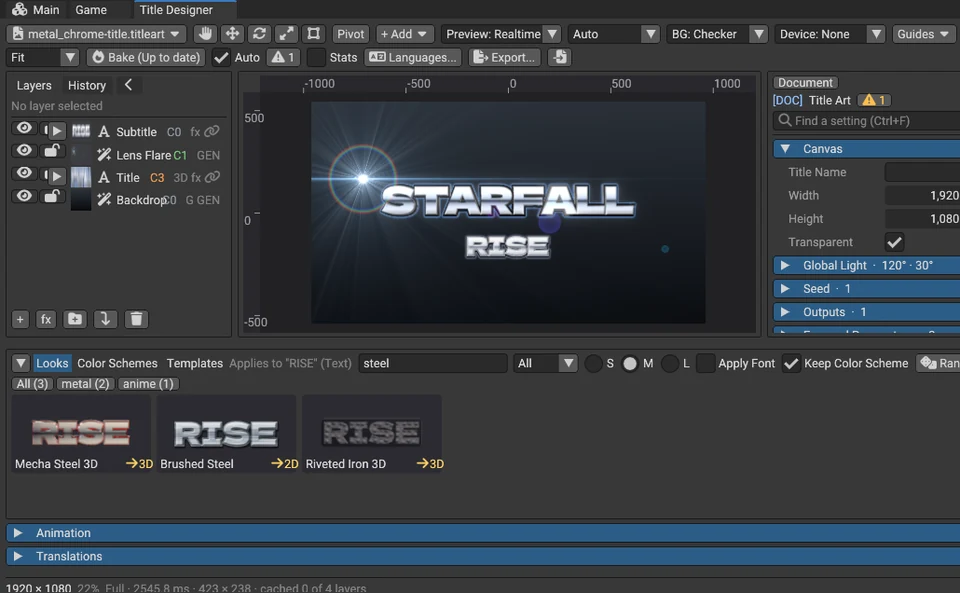 Main Game Title Designer
metal_chrome-title.titleart Pivot + Add Preview: Realtime Auto BG: Checker Device: None Guides
Fit Bake (Up to date) Auto 1 Stats Languages... Export...
Layers History
No layer selected
Subtitle C0 fx
Lens Flare C1 GEN
Title C3 3D fx
Backdrop C0 G GEN
+ fx
-1000 -500 0 500 1000
500
0
-500
STARFALL
RISE
Document
[DOC] Title Art 1
Find a setting (Ctrl+F)
Canvas
Title Name
Width 1,920
Height 1,080
Transparent
Global Light · 120° · 30°
Seed · 1
Outputs · 1
Looks Color Schemes Templates Applies to "RISE" (Text) steel All S M L Apply Font Keep Color Scheme Ran
All (3) metal (2) anime (1)
RISE RISE RISE
Mecha Steel 3D →3D Brushed Steel →2D Riveted Iron 3D →3D
Animation
Translations
1920 × 1080 22% Full · 2545.8 ms · 423 × 238 · cached 0 of 4 layers